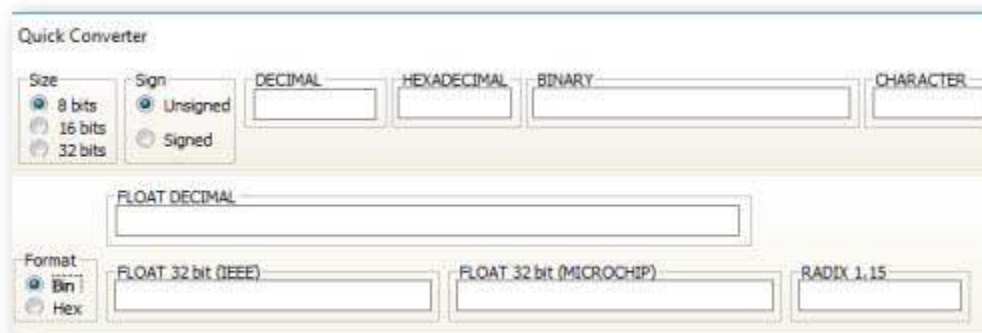 Quick Converter
Size
8 bits
16 bits
32 bits
Sign
Unsigned
Signed
DECIMAL
HEXADECIMAL
BINARY
CHARACTER
FLOAT DECIMAL
Format
Bin
Hex
FLOAT 32 bit (IEEE)
FLOAT 32 bit (MICROCHIP)
RADIX 1.15